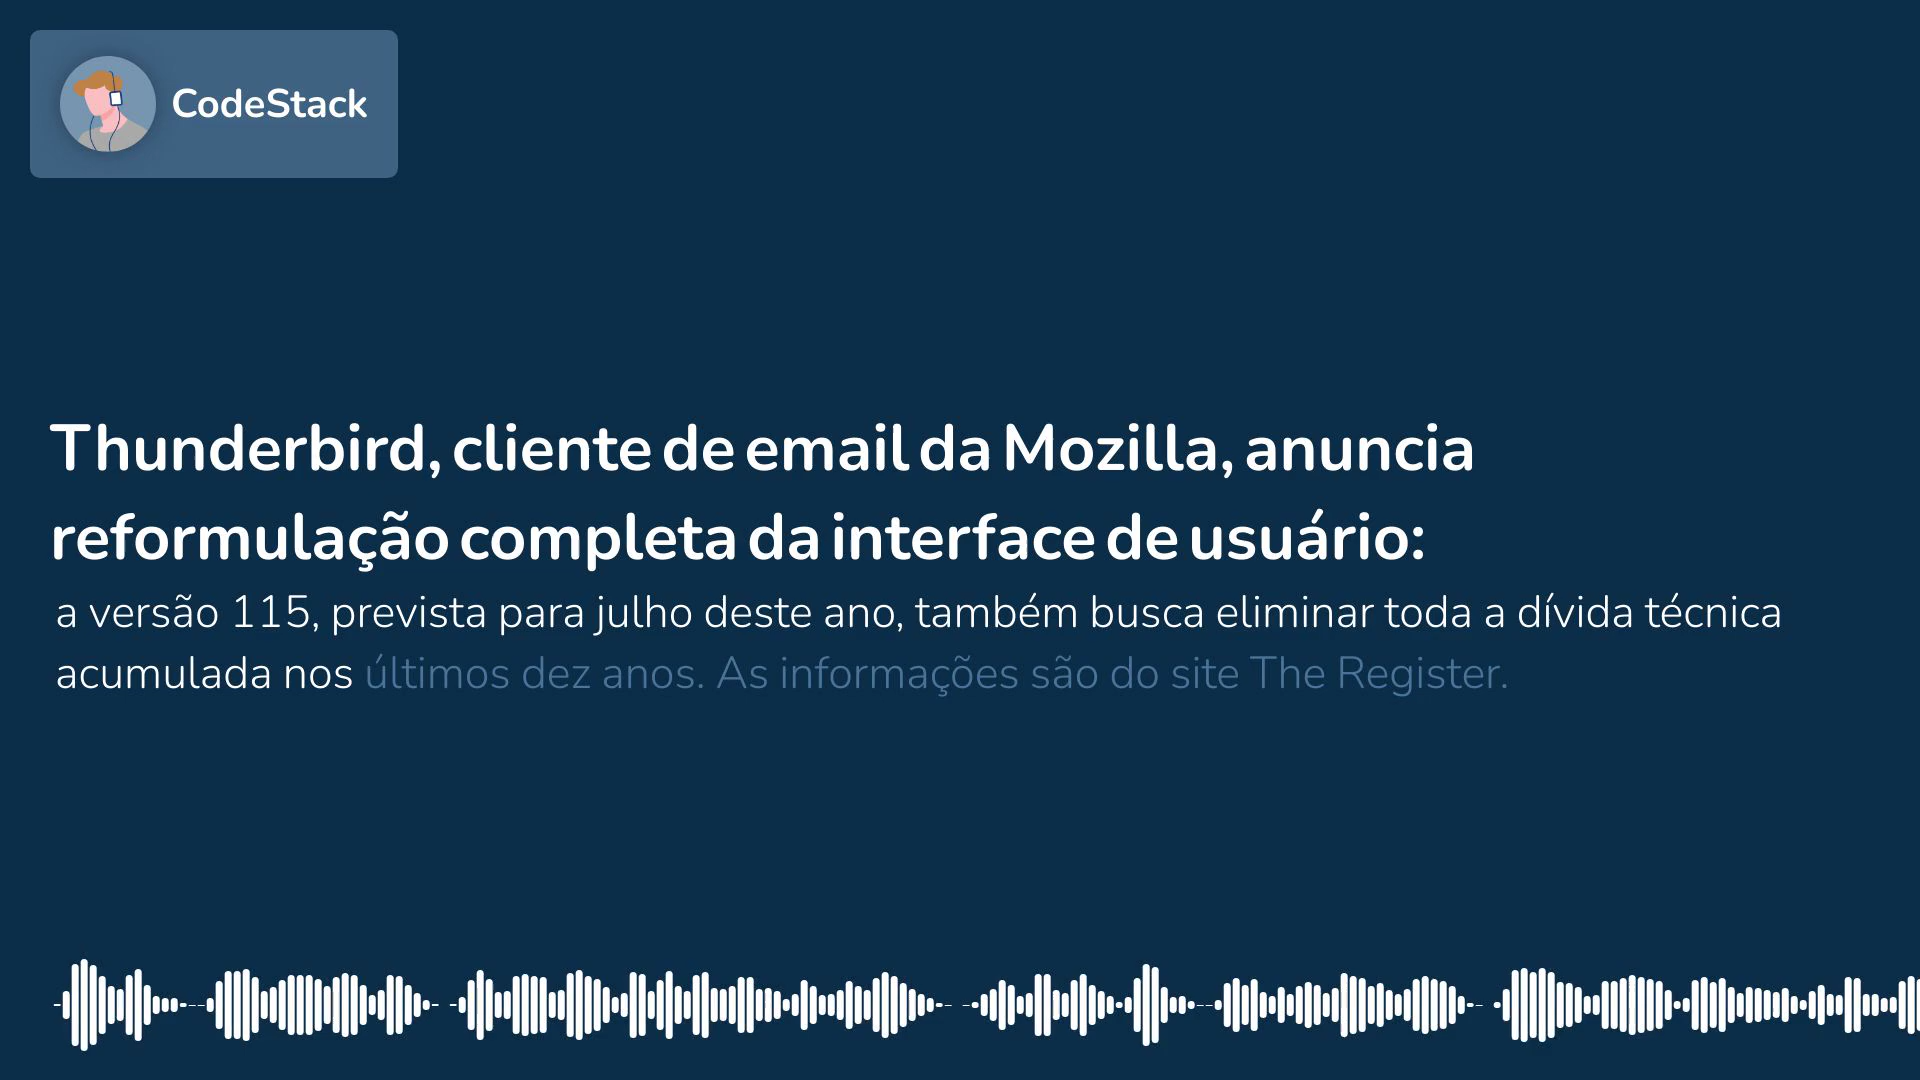 CodeStack
Thunderbird, cliente de email da Mozilla, anuncia
reformulação completa da interface de usuário:
a versão 115, prevista para julho deste ano, também busca eliminar toda a dívida técnica
acumulada nos últimos dez anos. As informações são do site The Register.